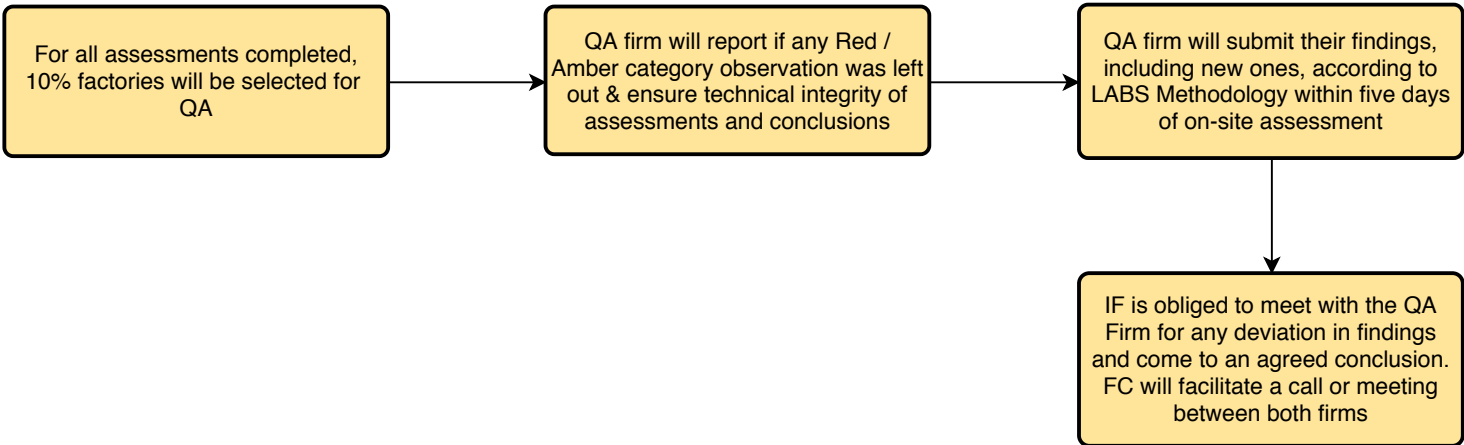 For all assessments completed,
10% factories will be selected for
QA
QA firm will report if any Red /
Amber category observation was left
out & ensure technical integrity of
assessments and conclusions
QA firm will submit their findings,
including new ones, according to
LABS Methodology within five days
of on-site assessment
IF is obliged to meet with the QA
Firm for any deviation in findings
and come to an agreed conclusion.
FC will facilitate a call or meeting
between both firms